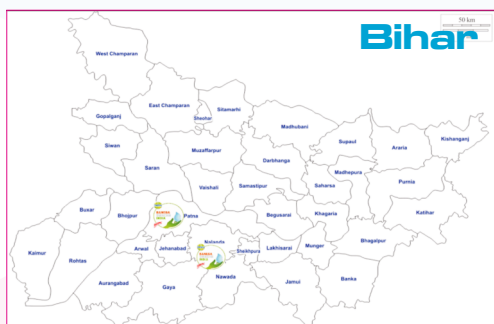 50 km
Bihar
West Champaran
East Champaran
Sitamarhi
Sheohar
Gopalganj
Madhubani
Kishanganj
Siwan
Supaul
Araria
Muzaffarpur
Darbhanga
Saran
Madhepura
Purnia
Vaishali
Samastipur
Saharsa
Buxar
Bhojpur
Patna
Begusarai
Khagaria
Katihar
Nalanda
Bhagalpur
Arwal
Jehanabad
Sheikhpura
Lakhisarai
Munger
Kaimur
Rohtas
Nawada
Banka
Aurangabad
Gaya
Jamui